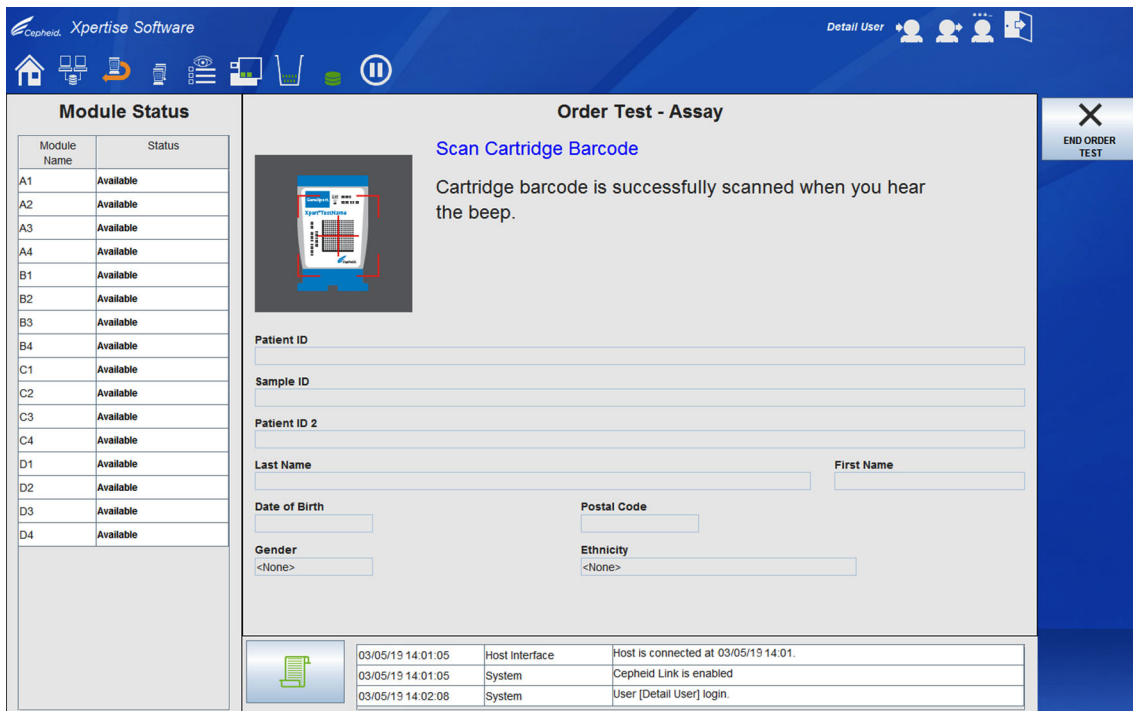 Cepheid. Xpertise Software
Detail User
Module Status
Module Name Status
A1 Available
A2 Available
A3 Available
A4 Available
B1 Available
B2 Available
B3 Available
B4 Available
C1 Available
C2 Available
C3 Available
C4 Available
D1 Available
D2 Available
D3 Available
D4 Available
Order Test - Assay
Scan Cartridge Barcode
Cartridge barcode is successfully scanned when you hear
the beep.
GeneXpert
Xpert®TestName
Cepheid.
Patient ID
Sample ID
Patient ID 2
Last Name First Name
Date of Birth Postal Code
Gender Ethnicity
<None> <None>
03/05/19 14:01:05 Host Interface Host is connected at 03/05/19 14:01.
03/05/19 14:01:05 System Cepheid Link is enabled
03/05/19 14:02:08 System User [Detail User] login.
END ORDER
TEST